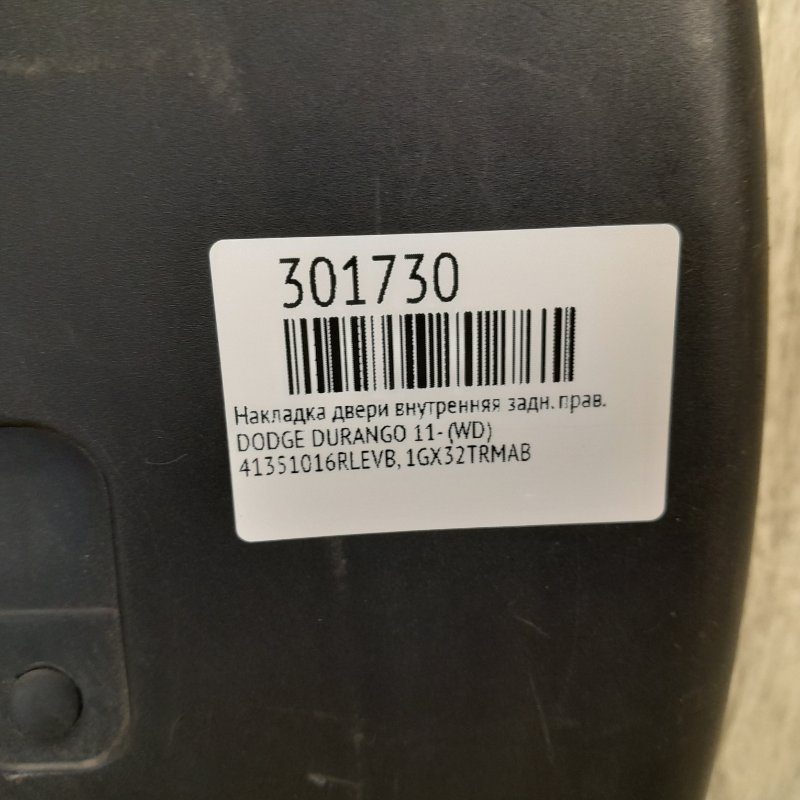 301730
Накладка двери внутренняя задн. прав.
DODGE DURANGO 11- (WD)
41351016RLEVB, 1GX32TRMAB